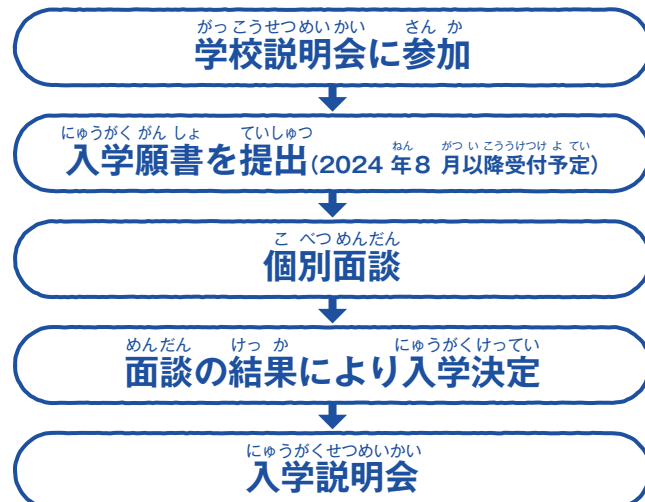 がっこうせつめいかい さんか
学校説明会に参加
にゅうがくがんしょ ていしゅつ ねん がついこううけつけよてい
入学願書を提出(2024 年8 月以降受付予定)
こべつめんだん
個別面談
めんだん けっか にゅうがくけってい
面談の結果により入学決定
にゅうがくせつめいかい
入学説明会